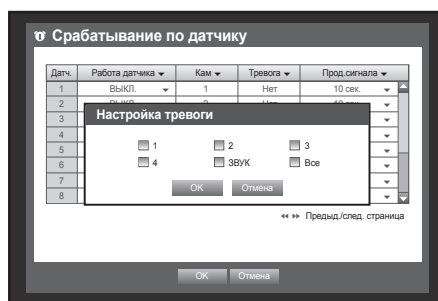 Срабатывание по датчику
Датч. Работа датчика Кам Тревога Прод.сигнала
1 ВЫКЛ. 1 Нет 10 сек.
2
3
4
5
6
7
8
Настройка тревоги
1 2 3
4 ЗВУК Все
OK Отмена
Предыд./след. страница
OK Отмена